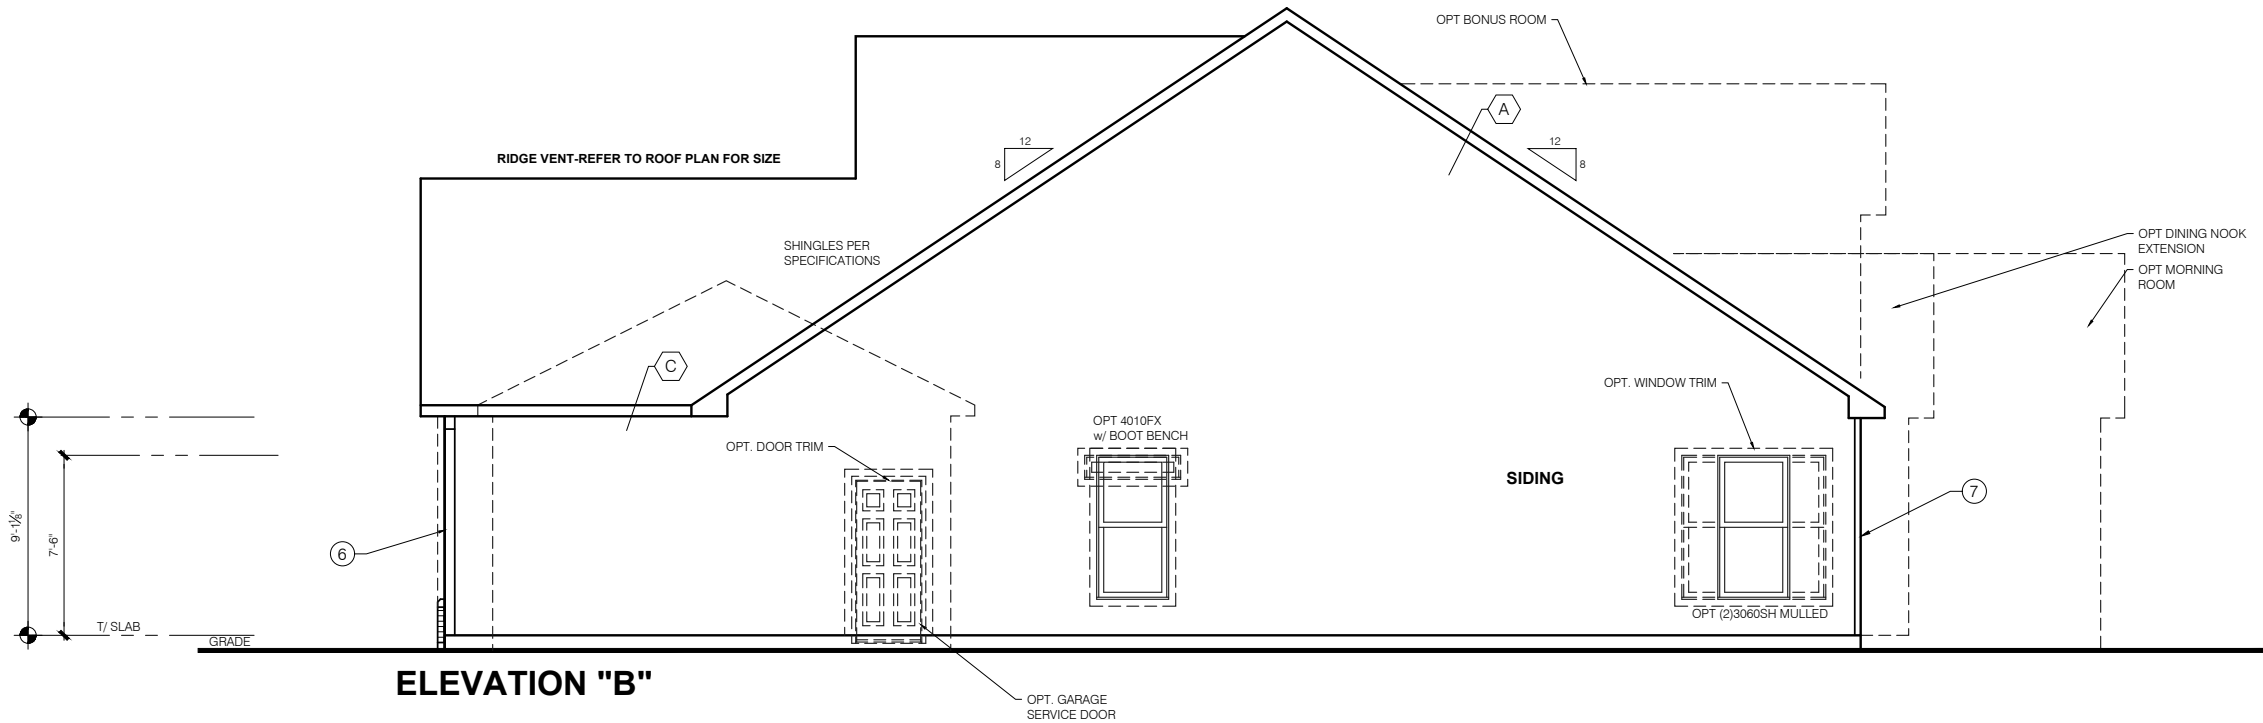 OPT BONUS ROOM
A
12
8
12
8
RIDGE VENT-REFER TO ROOF PLAN FOR SIZE
SHINGLES PER
SPECIFICATIONS
OPT DINING NOOK
EXTENSION
OPT MORNING
ROOM
C
OPT. WINDOW TRIM
OPT 4010FX
w/ BOOT BENCH
OPT. DOOR TRIM
SIDING
7
6
9'-1⅛"
7'-6"
OPT (2)3060SH MULLED
T/ SLAB
GRADE
ELEVATION "B"
OPT. GARAGE
SERVICE DOOR